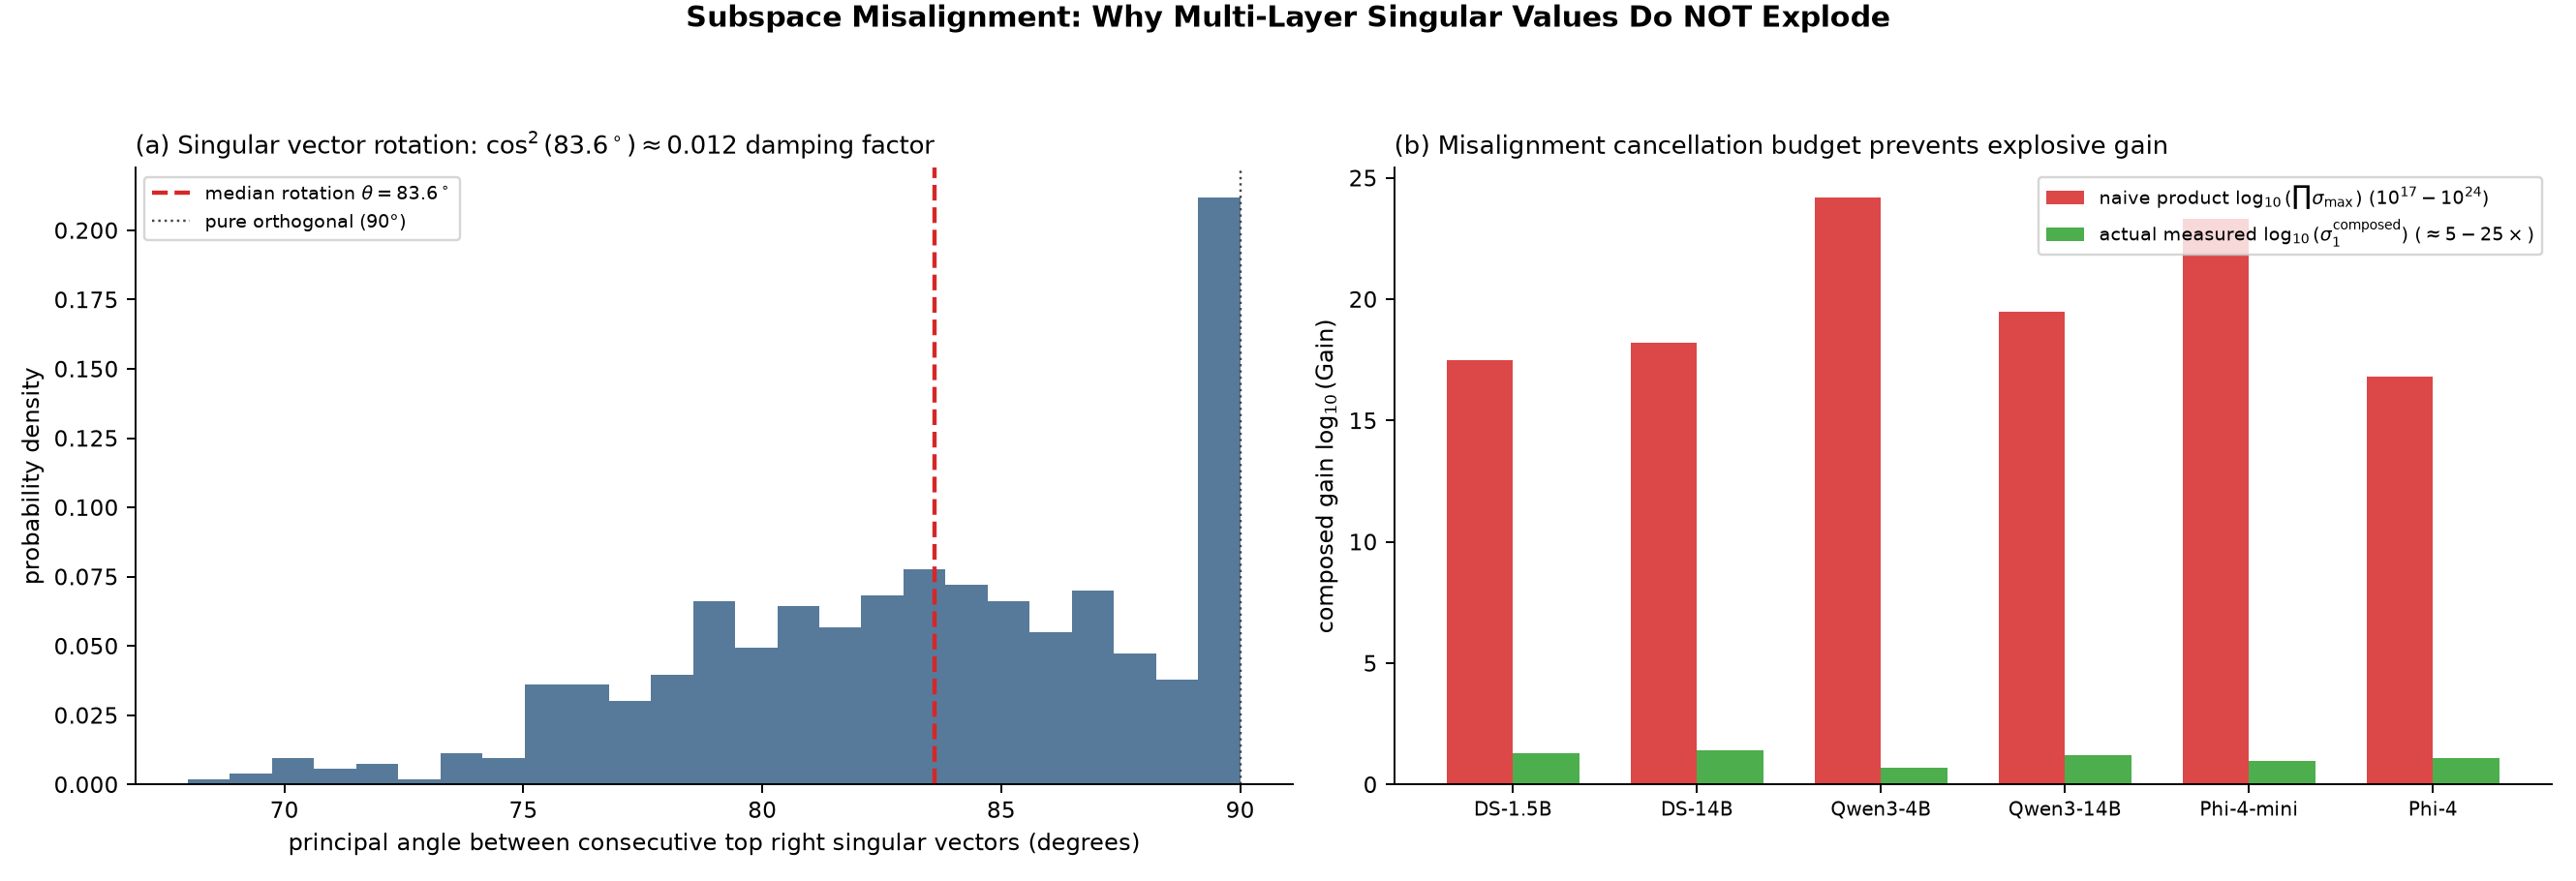 Subspace Misalignment: Why Multi-Layer Singular Values Do NOT Explode
(a) Singular vector rotation: cos²(83.6°) ≈ 0.012 damping factor
median rotation θ = 83.6°
pure orthogonal (90°)
probability density
0.200
0.175
0.150
0.125
0.100
0.075
0.050
0.025
0.000
70 75 80 85 90
principal angle between consecutive top right singular vectors (degrees)
(b) Misalignment cancellation budget prevents explosive gain
naive product log₁₀(∏σ_max) (10¹⁷ − 10²⁴)
actual measured log₁₀(σ₁^composed) (≈ 5 − 25 ×)
composed gain log₁₀(Gain)
25
20
15
10
5
0
DS-1.5B DS-14B Qwen3-4B Qwen3-14B Phi-4-mini Phi-4